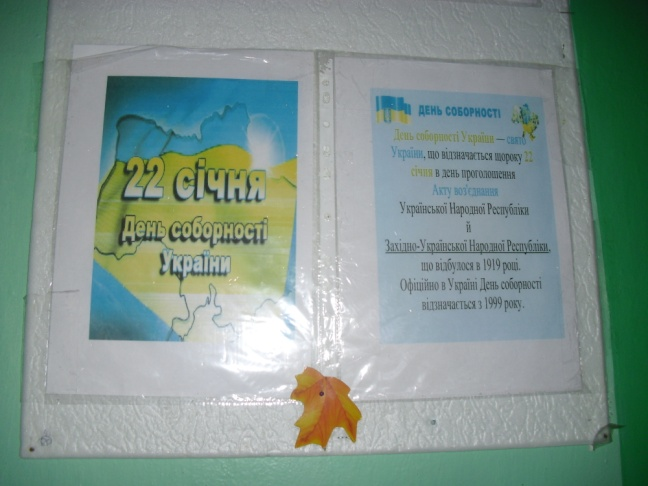 22 січня
День соборності
України
ДЕНЬ СОБОРНОСТІ
День соборності України — свято
України, що відзначається щороку 22
січня в день проголошення
Акту воз'єднання
Української Народної Республіки
й
Західно-Української Народної Республіки,
що відбулося в 1919 році.
Офіційно в Україні День соборності
відзначається з 1999 року.